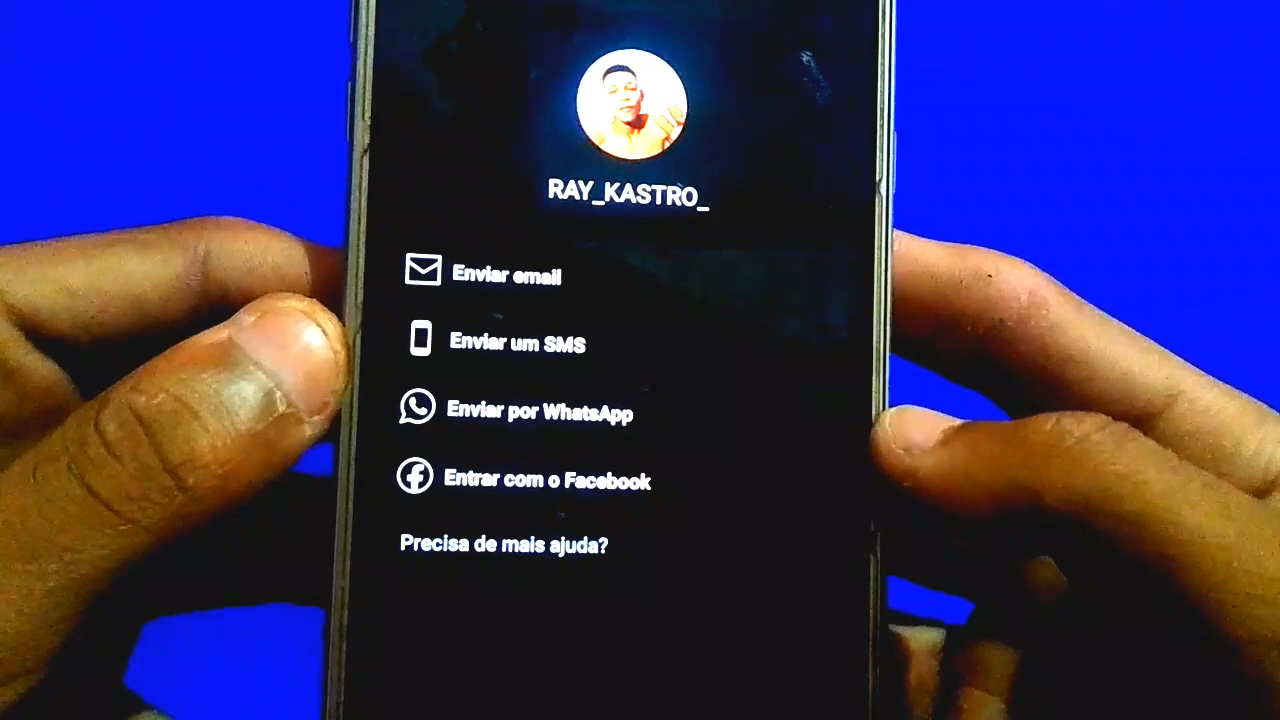 RAY_KASTRO_
Enviar email
Enviar um SMS
Enviar por WhatsApp
Entrar com o Facebook
Precisa de mais ajuda?